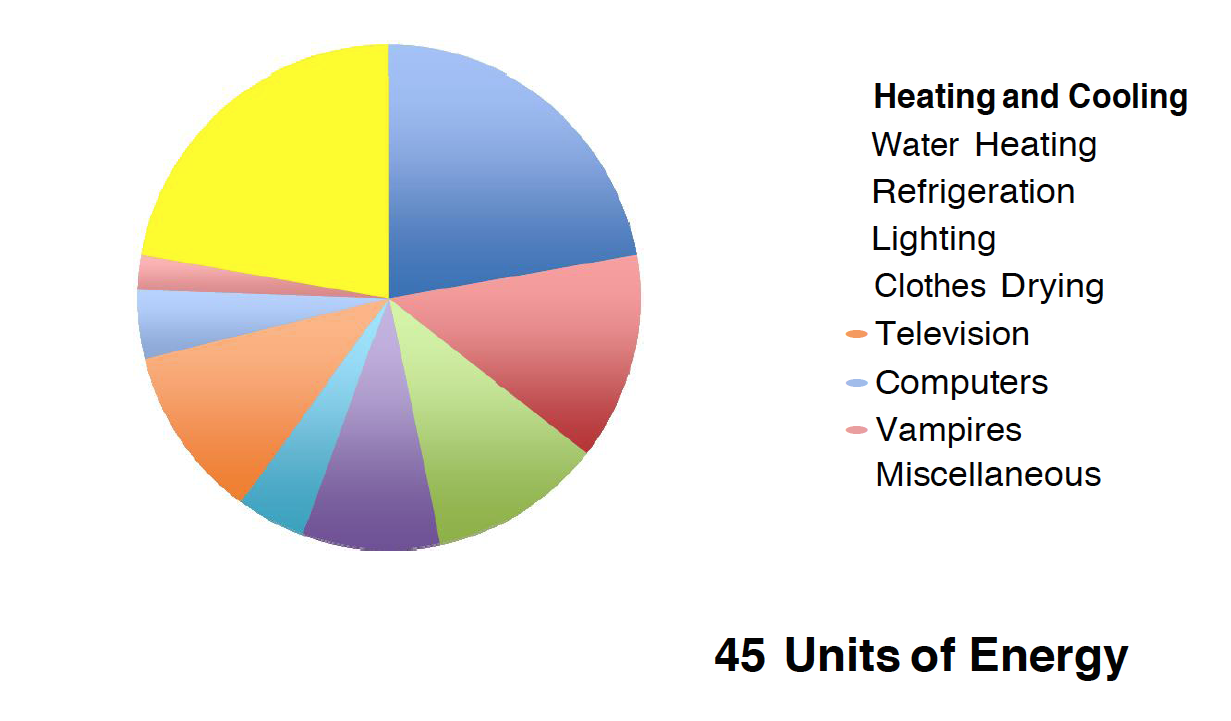 Heating and Cooling
Water Heating
Refrigeration
Lighting
Clothes Drying
Television
Computers
Vampires
Miscellaneous
45 Units of Energy